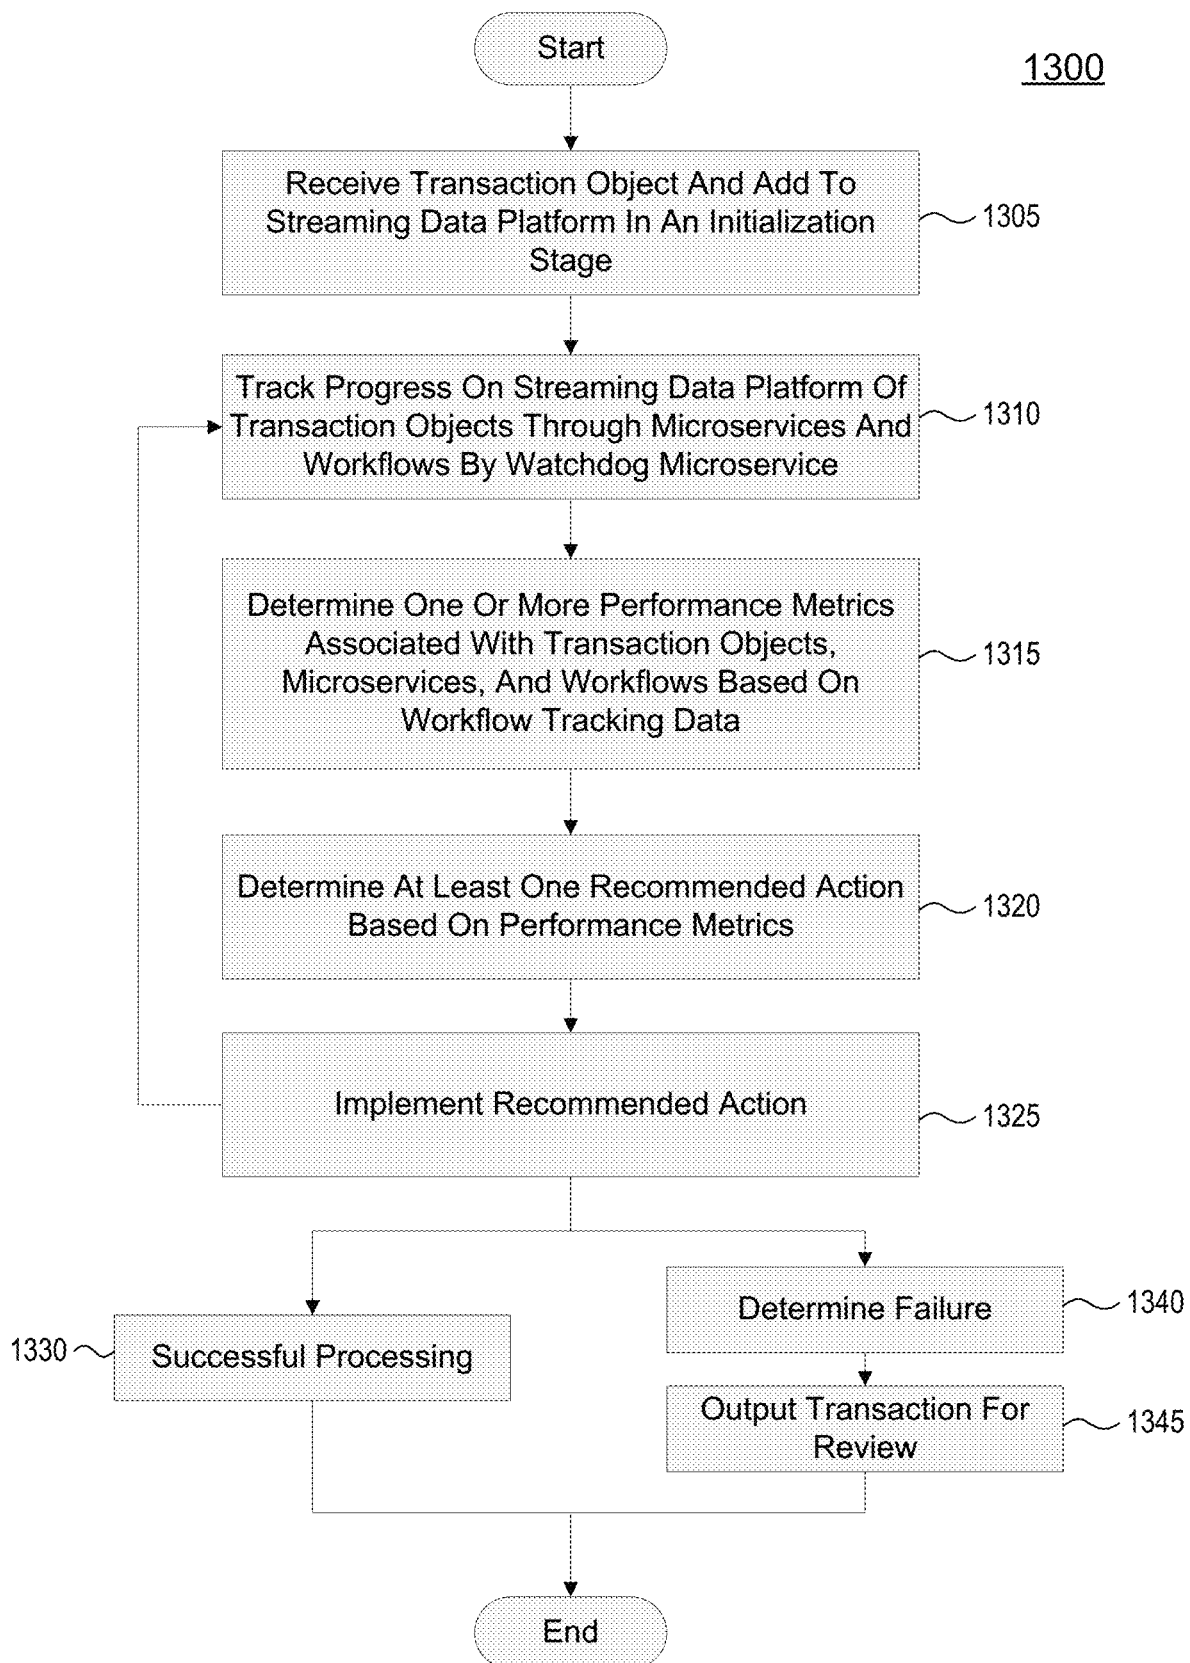 Start
1300
Receive Transaction Object And Add To
Streaming Data Platform In An Initialization
Stage
1305
Track Progress On Streaming Data Platform Of
Transaction Objects Through Microservices And
Workflows By Watchdog Microservice
1310
Determine One Or More Performance Metrics
Associated With Transaction Objects,
Microservices, And Workflows Based On
Workflow Tracking Data
1315
Determine At Least One Recommended Action
Based On Performance Metrics
1320
Implement Recommended Action
1325
Determine Failure
1340
1330
Successful Processing
Output Transaction For
Review
1345
End